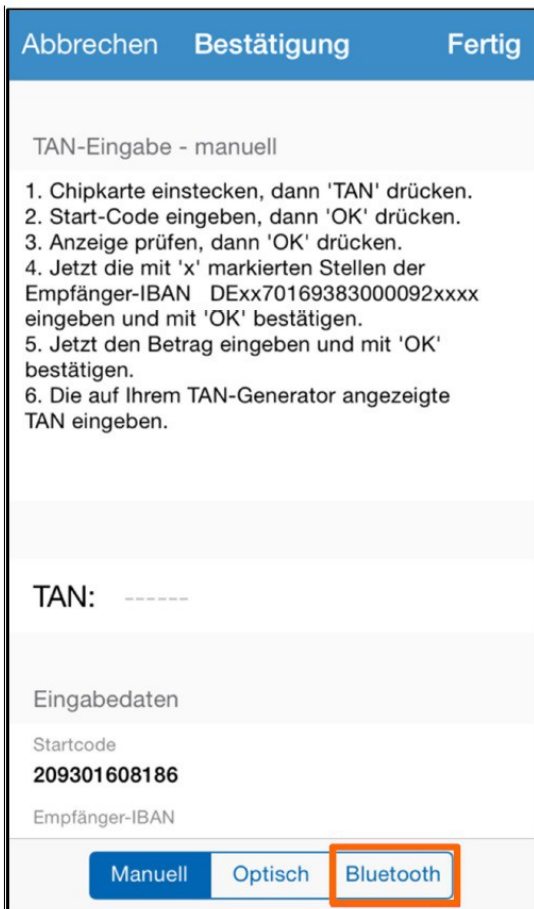 Abbrechen Bestätigung Fertig
TAN-Eingabe - manuell
1. Chipkarte einstecken, dann 'TAN' drücken.
2. Start-Code eingeben, dann 'OK' drücken.
3. Anzeige prüfen, dann 'OK' drücken.
4. Jetzt die mit 'x' markierten Stellen der
Empfänger-IBAN DExx70169383000092xxxx
eingeben und mit 'OK' bestätigen.
5. Jetzt den Betrag eingeben und mit 'OK'
bestätigen.
6. Die auf Ihrem TAN-Generator angezeigte
TAN eingeben.
TAN: ------
Eingabedaten
Startcode
209301608186
Empfänger-IBAN
Manuell Optisch Bluetooth